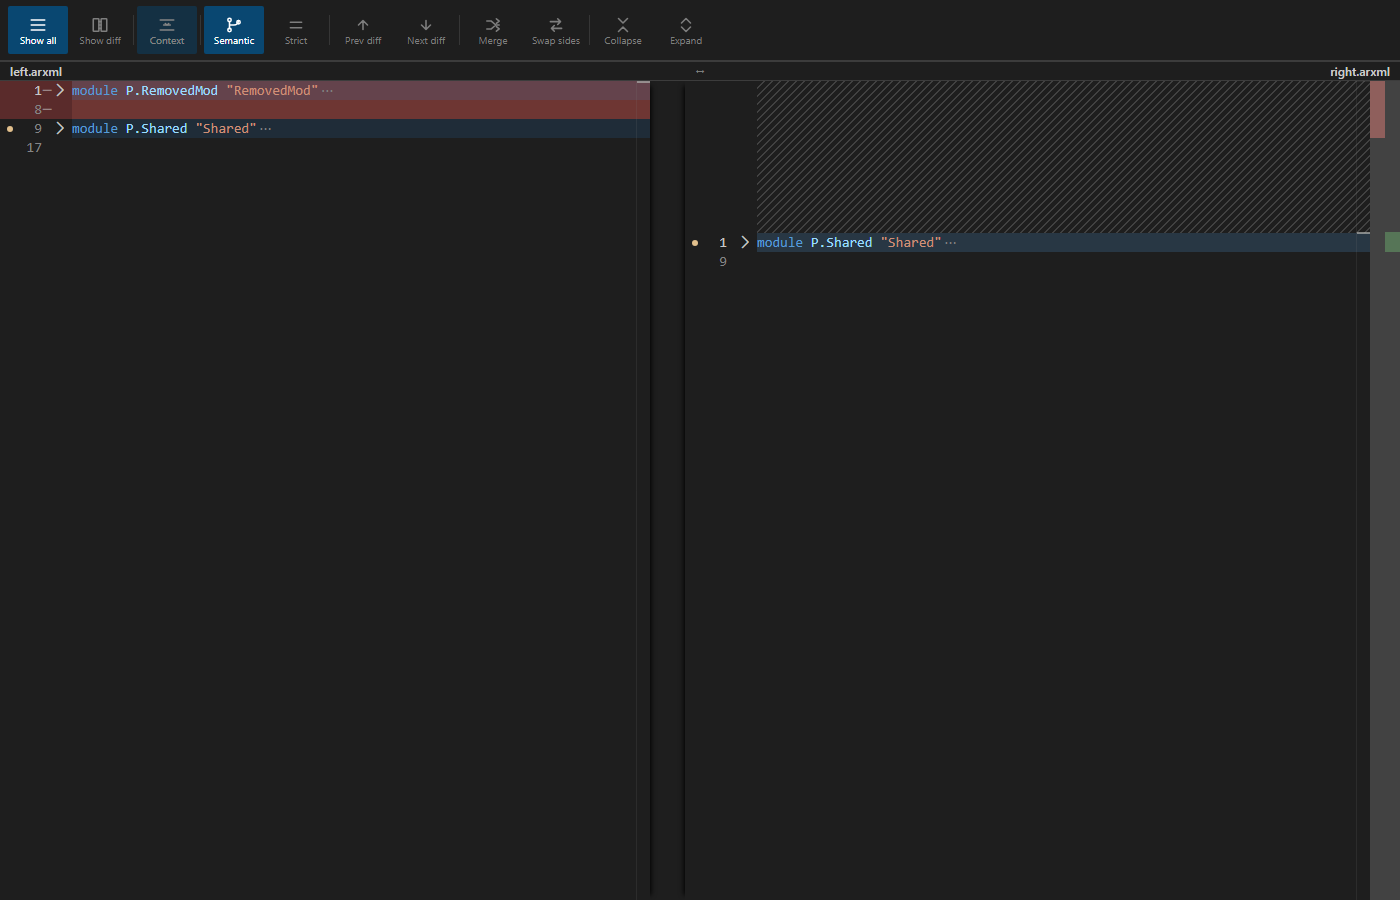 Show all Show diff Context Semantic Strict Prev diff Next diff Merge Swap sides Collapse Expand
left.arxml ↔ right.arxml
1− module P.RemovedMod "RemovedMod" ···
8−
9 module P.Shared "Shared" ···
17
1 module P.Shared "Shared" ···
9